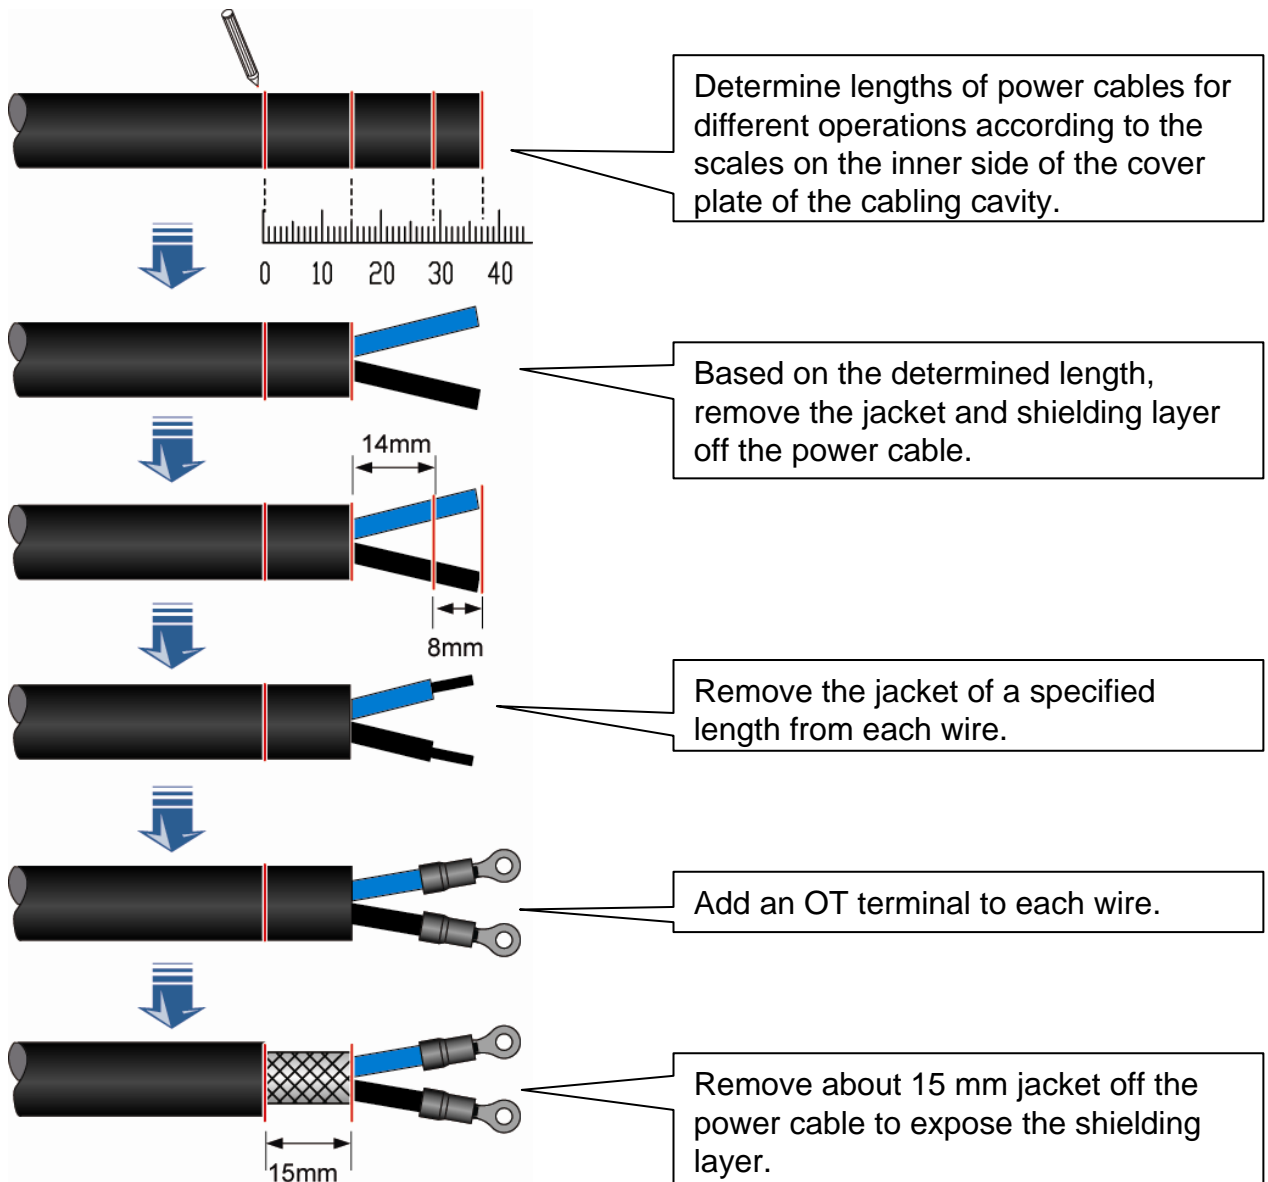 Determine lengths of power cables for
different operations according to the
scales on the inner side of the cover
plate of the cabling cavity.
0 10 20 30 40
Based on the determined length,
remove the jacket and shielding layer
off the power cable.
14mm
8mm
Remove the jacket of a specified
length from each wire.
Add an OT terminal to each wire.
Remove about 15 mm jacket off the
power cable to expose the shielding
layer.
15mm